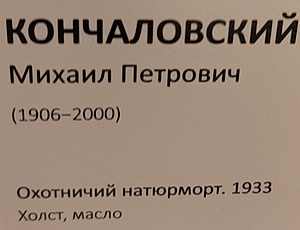 КОНЧАЛОВСКИЙ
Михаил Петрович
(1906–2000)
Охотничий натюрморт. 1933
Холст, масло